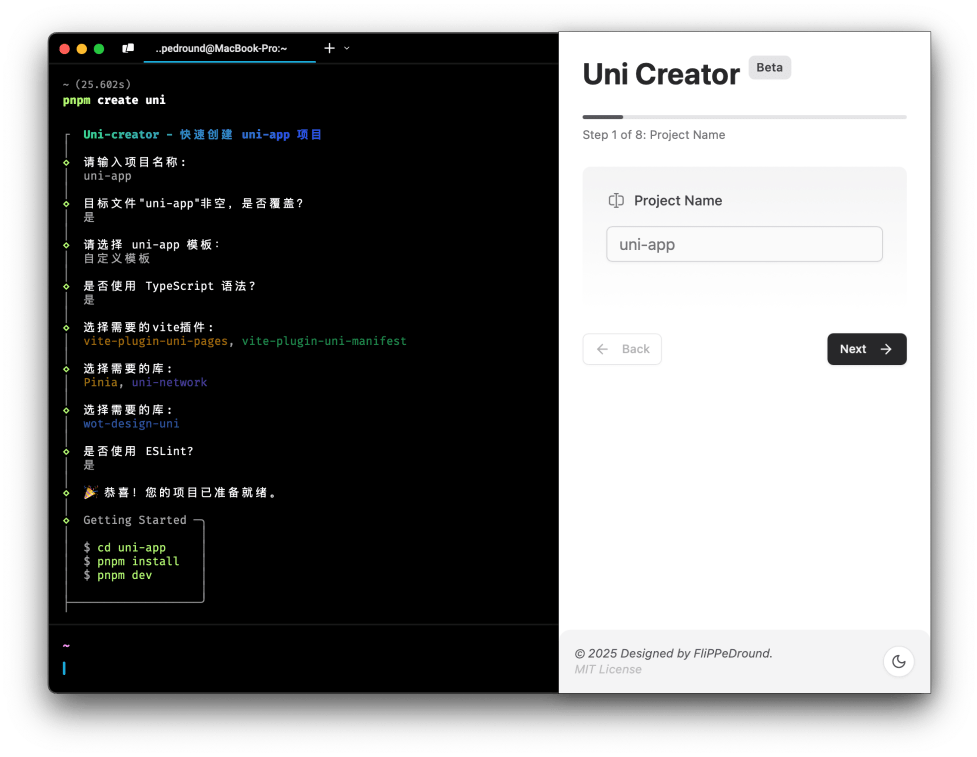 ..pedround@MacBook-Pro:~
~ (25.602s)
pnpm create uni
Uni-creator - 快速创建 uni-app 项目
请输入项目名称:
uni-app
目标文件"uni-app"非空，是否覆盖?
是
请选择 uni-app 模板:
自定义模板
是否使用 TypeScript 语法?
是
选择需要的vite插件:
vite-plugin-uni-pages, vite-plugin-uni-manifest
选择需要的库:
Pinia, uni-network
选择需要的库:
wot-design-uni
是否使用 ESLint?
是
🎉 恭喜! 您的项目已准备就绪。
Getting Started
$ cd uni-app
$ pnpm install
$ pnpm dev
~
Uni Creator Beta
Step 1 of 8: Project Name
Project Name
uni-app
Back
Next
© 2025 Designed by FliPPeDround.
MIT License